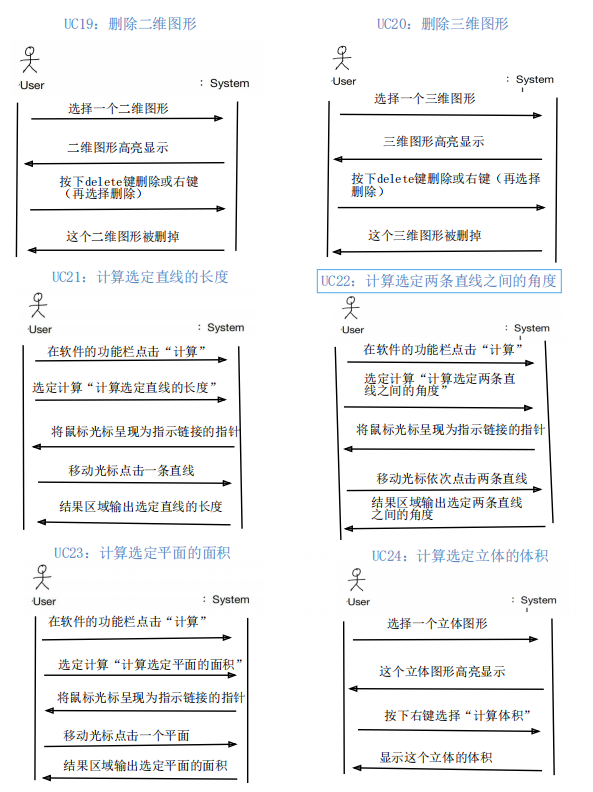 UC19：删除二维图形
User
：System
选择一个二维图形
二维图形高亮显示
按下delete键删除或右键
（再选择删除）
这个二维图形被删掉
UC20：删除三维图形
User
：System
选择一个三维图形
三维图形高亮显示
按下delete键删除或右键（再选择
删除）
这个三维图形被删掉
UC21：计算选定直线的长度
User
：System
在软件的功能栏点击“计算”
选定计算“计算选定直线的长度”
将鼠标光标呈现为指示链接的指针
移动光标点击一条直线
结果区域输出选定直线的长度
UC22：计算选定两条直线之间的角度
User
：System
在软件的功能栏点击“计算”
选定计算“计算选定两条直
线之间的角度”
将鼠标光标呈现为指示链接的指针
移动光标依次点击两条直线
结果区域输出选定两条直线
之间的角度
UC23：计算选定平面的面积
User
：System
在软件的功能栏点击“计算”
选定计算“计算选定平面的面积”
将鼠标光标呈现为指示链接的指针
移动光标点击一个平面
结果区域输出选定平面的面积
UC24：计算选定立体的体积
User
：System
选择一个立体图形
这个立体图形高亮显示
按下右键选择“计算体积”
显示这个立体的体积